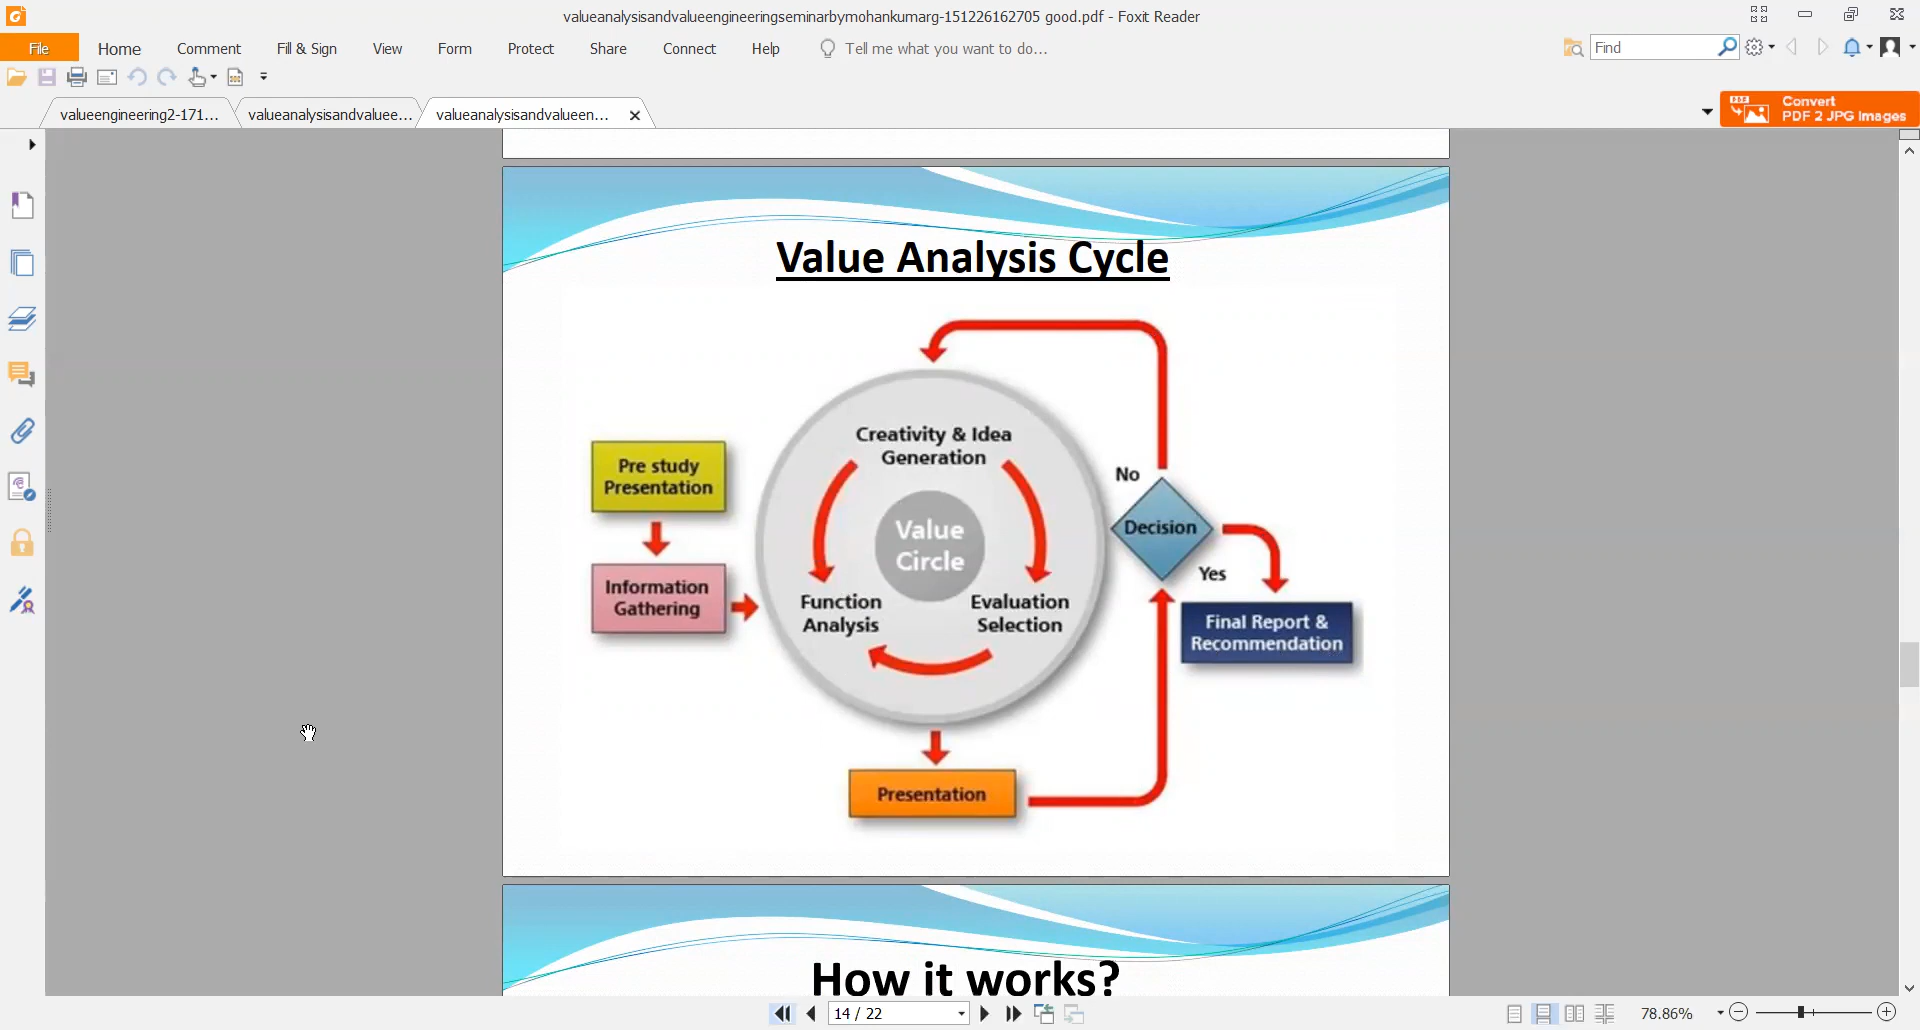 valueanalysisandvalueengineeringseminarbymohankumarg-151226162705 good.pdf - Foxit Reader
File Home Comment Fill & Sign View Form Protect Share Connect Help Tell me what you want to do... Find
valueengineering2-171... valueanalysisandvaluee... valueanalysisandvalueen...
Convert
PDF 2 JPG Images
Value Analysis Cycle
Creativity & Idea
Generation
Pre study
Presentation
No
Value
Circle
Decision
Information
Gathering
Function
Analysis
Evaluation
Selection
Yes
Final Report &
Recommendation
Presentation
How it works?
14 / 22
78.86%